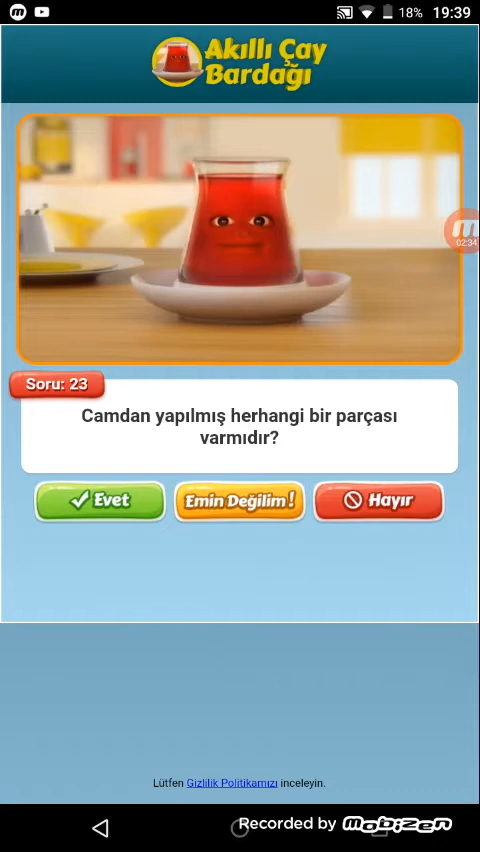 18% 19:39
Akıllı Çay
Bardağı
02:34
Soru: 23
Camdan yapılmış herhangi bir parçası
varmıdır?
Evet
Emin Değilim!
Hayır
Lütfen Gizlilik Politikamızı inceleyin.
Recorded by mobizen